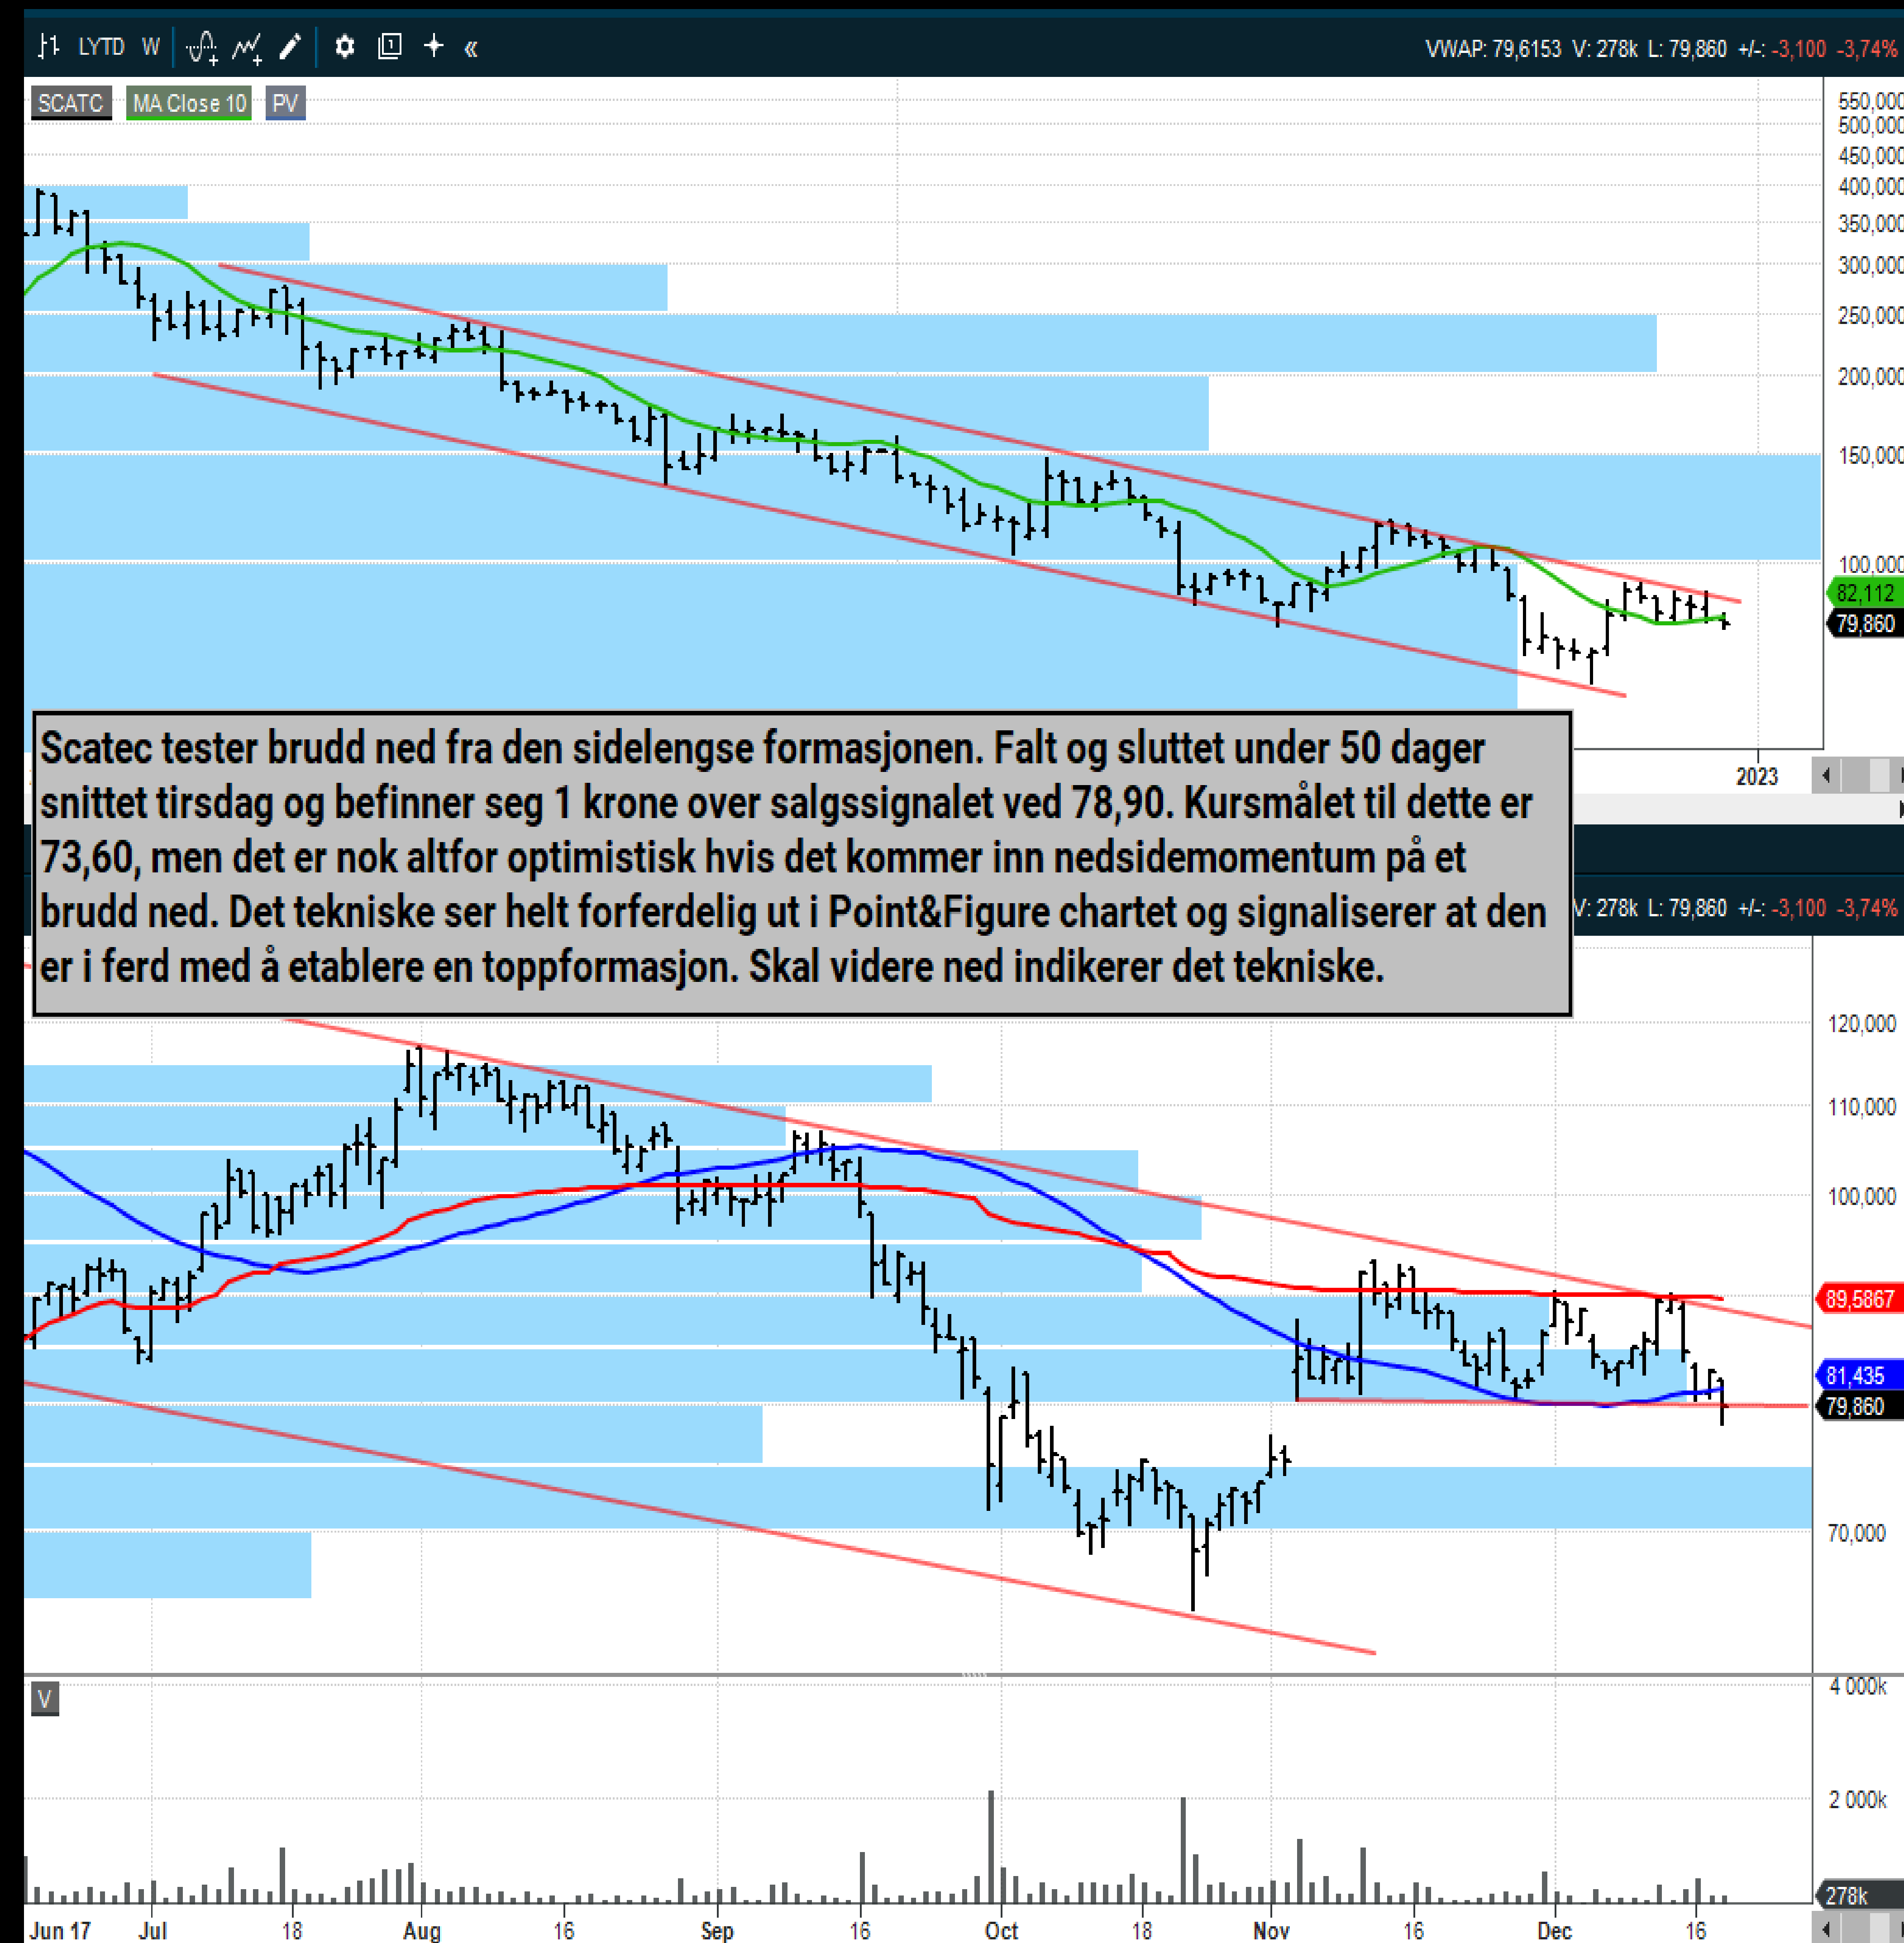 LYTD W
VWAP: 79,6153 V: 278k L: 79,860 +/-: -3,100 -3,74%
SCATC MA Close 10 PV
550,000
500,000
450,000
400,000
350,000
300,000
250,000
200,000
150,000
100,000
82,112
79,860
2023
Scatec tester brudd ned fra den sidelengse formasjonen. Falt og sluttet under 50 dager
snittet tirsdag og befinner seg 1 krone over salgssignalet ved 78,90. Kursmålet til dette er
73,60, men det er nok altfor optimistisk hvis det kommer inn nedsidemomentum på et
brudd ned. Det tekniske ser helt forferdelig ut i Point&Figure chartet og signaliserer at den
er i ferd med å etablere en toppformasjon. Skal videre ned indikerer det tekniske.
V: 278k L: 79,860 +/-: -3,100 -3,74%
120,000
110,000
100,000
89,5867
81,435
79,860
70,000
V
4 000k
2 000k
278k
Jun 17 Jul 18 Aug 16 Sep 16 Oct 18 Nov 16 Dec 16